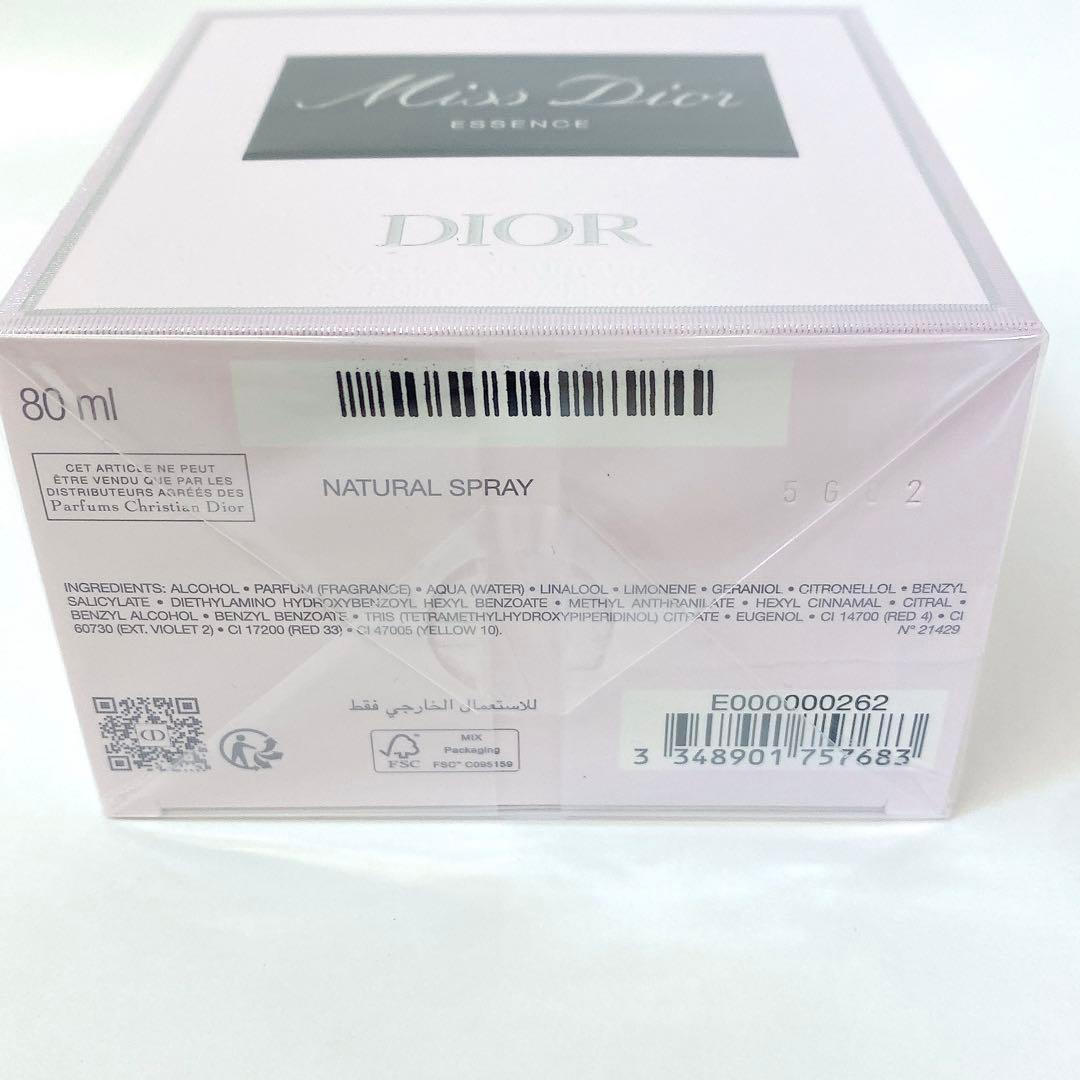 Miss Dior
ESSENCE
DIOR
80 ml
CET ARTICLE NE PEUT
ÊTRE VENDU QUE PAR LES
DISTRIBUTEURS AGRÉÉS DES
Parfums Christian Dior
NATURAL SPRAY
INGREDIENTS: ALCOHOL • PARFUM (FRAGRANCE) • AQUA (WATER) • LINALOOL • LIMONENE • GERANIOL • CITRONELLOL • BENZYL
SALICYLATE • DIETHYLAMINO HYDROXYBENZOYL HEXYL BENZOATE • METHYL ANTHRANILATE • HEXYL CINNAMAL • CITRAL •
BENZYL ALCOHOL • BENZYL BENZOATE • TRIS (TETRAMETHYLHYDROXYPIPERIDINOL) CITRATE • EUGENOL • CI 14700 (RED 4) • CI
60730 (EXT. VIOLET 2) • CI 17200 (RED 33) • CI 47005 (YELLOW 10). N° 21429
للاستعمال الخارجي فقط
CD
FSC
MIX
Packaging
FSC™ C095159
E000000262
3 348901 757683